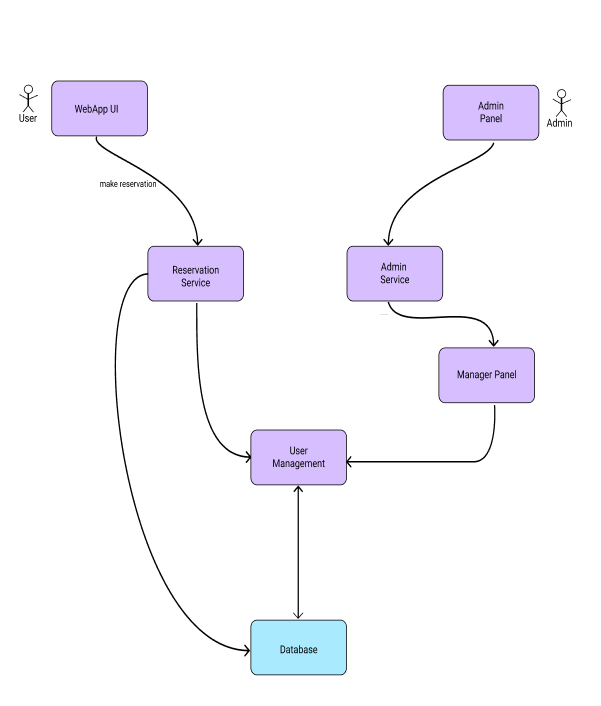 WebApp UI
User
Admin
Panel
Admin
make reservation
Reservation
Service
Admin
Service
Manager Panel
User
Management
Database